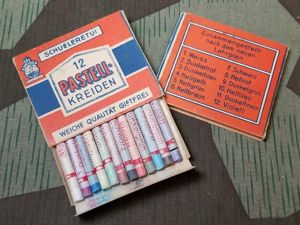 SCHUELERETUI
12
PASTELL-
KREIDEN
WEICHE QUALITÄT GIFTFREI
Zusammengestellt
nach dem neuen
Lehrplan
1. Weiss
2. Dunkelrot
3. Dunkelblau
4. Hellgelb
5. Hellgrün
6. Hellbraun
7. Schwarz
8. Hellrot
9. Dunkelgrün
10. Hellblau
11. Dunkelbraun
12. Violett